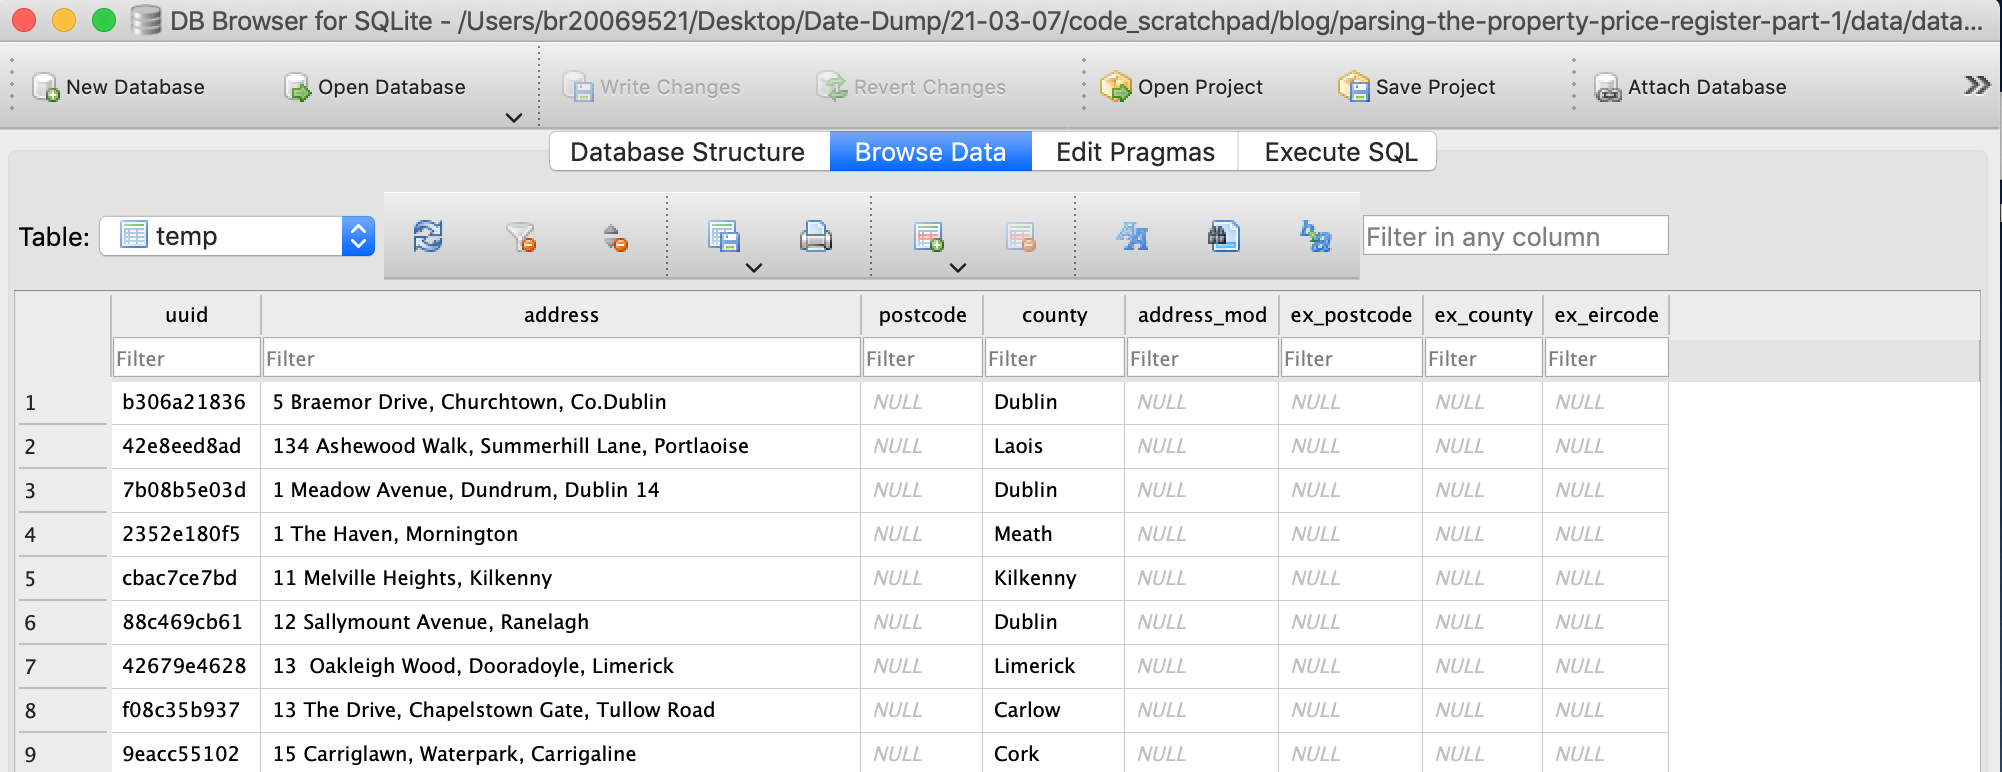 DB Browser for SQLite - /Users/br20069521/Desktop/Date-Dump/21-03-07/code_scratchpad/blog/parsing-the-property-price-register-part-1/data/data...
New Database Open Database Write Changes Revert Changes Open Project Save Project Attach Database
Database Structure Browse Data Edit Pragmas Execute SQL
Table: temp Filter in any column
uuid address postcode county address_mod ex_postcode ex_county ex_eircode
Filter Filter Filter Filter Filter Filter Filter Filter
1 b306a21836 5 Braemor Drive, Churchtown, Co.Dublin NULL Dublin NULL NULL NULL NULL
2 42e8eed8ad 134 Ashewood Walk, Summerhill Lane, Portlaoise NULL Laois NULL NULL NULL NULL
3 7b08b5e03d 1 Meadow Avenue, Dundrum, Dublin 14 NULL Dublin NULL NULL NULL NULL
4 2352e180f5 1 The Haven, Mornington NULL Meath NULL NULL NULL NULL
5 cbac7ce7bd 11 Melville Heights, Kilkenny NULL Kilkenny NULL NULL NULL NULL
6 88c469cb61 12 Sallymount Avenue, Ranelagh NULL Dublin NULL NULL NULL NULL
7 42679e4628 13  Oakleigh Wood, Dooradoyle, Limerick NULL Limerick NULL NULL NULL NULL
8 f08c35b937 13 The Drive, Chapelstown Gate, Tullow Road NULL Carlow NULL NULL NULL NULL
9 9eacc55102 15 Carriglawn, Waterpark, Carrigaline NULL Cork NULL NULL NULL NULL